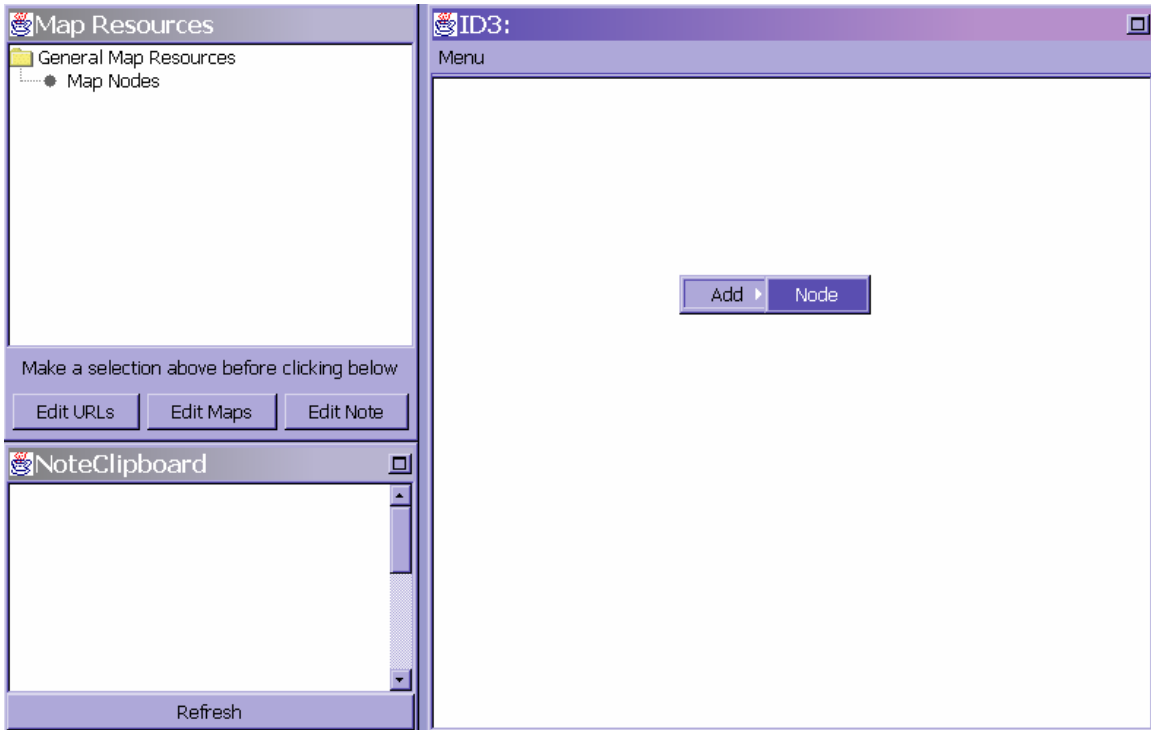 Map Resources
General Map Resources
Map Nodes
Make a selection above before clicking below
Edit URLs Edit Maps Edit Note
NoteClipboard
Refresh
ID3:
Menu
Add Node